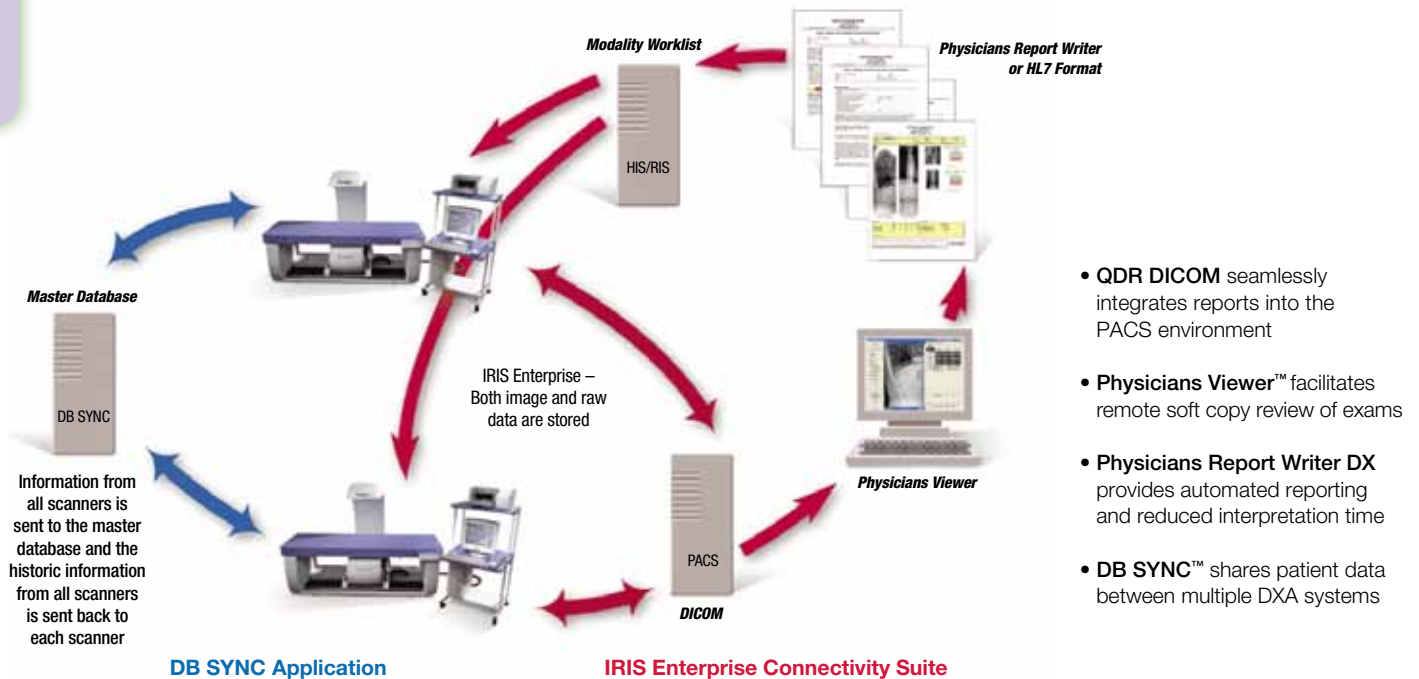 Modality Worklist
HIS/RIS
Physicians Report Writer
or HL7 Format
Master Database
DB SYNC
Information from
all scanners is
sent to the master
database and the
historic information
from all scanners
is sent back to
each scanner
IRIS Enterprise –
Both image and raw
data are stored
PACS
DICOM
Physicians Viewer
DB SYNC Application
IRIS Enterprise Connectivity Suite
• QDR DICOM seamlessly
integrates reports into the
PACS environment
• Physicians Viewer™ facilitates
remote soft copy review of exams
• Physicians Report Writer DX
provides automated reporting
and reduced interpretation time
• DB SYNC™ shares patient data
between multiple DXA systems